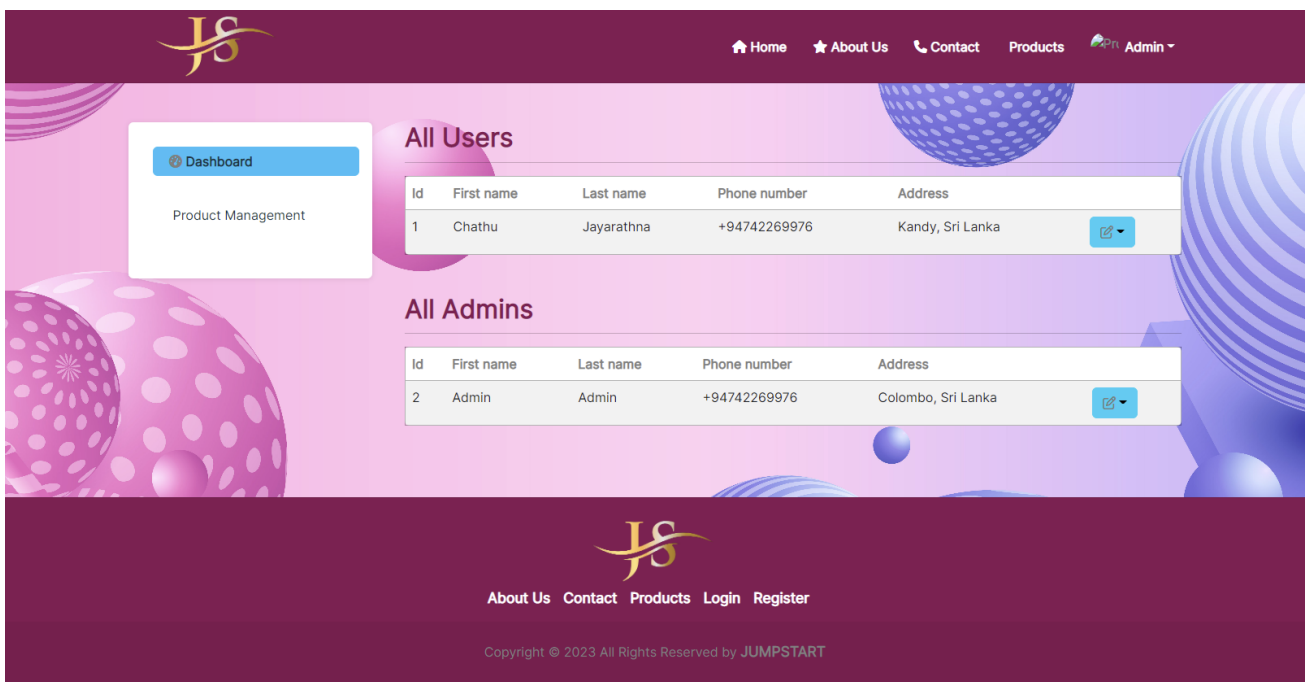 JS
Home About Us Contact Products Pr Admin
Dashboard
Product Management
All Users
Id First name Last name Phone number Address
1 Chathu Jayarathna +94742269976 Kandy, Sri Lanka
All Admins
Id First name Last name Phone number Address
2 Admin Admin +94742269976 Colombo, Sri Lanka
JS
About Us Contact Products Login Register
Copyright © 2023 All Rights Reserved by JUMPSTART